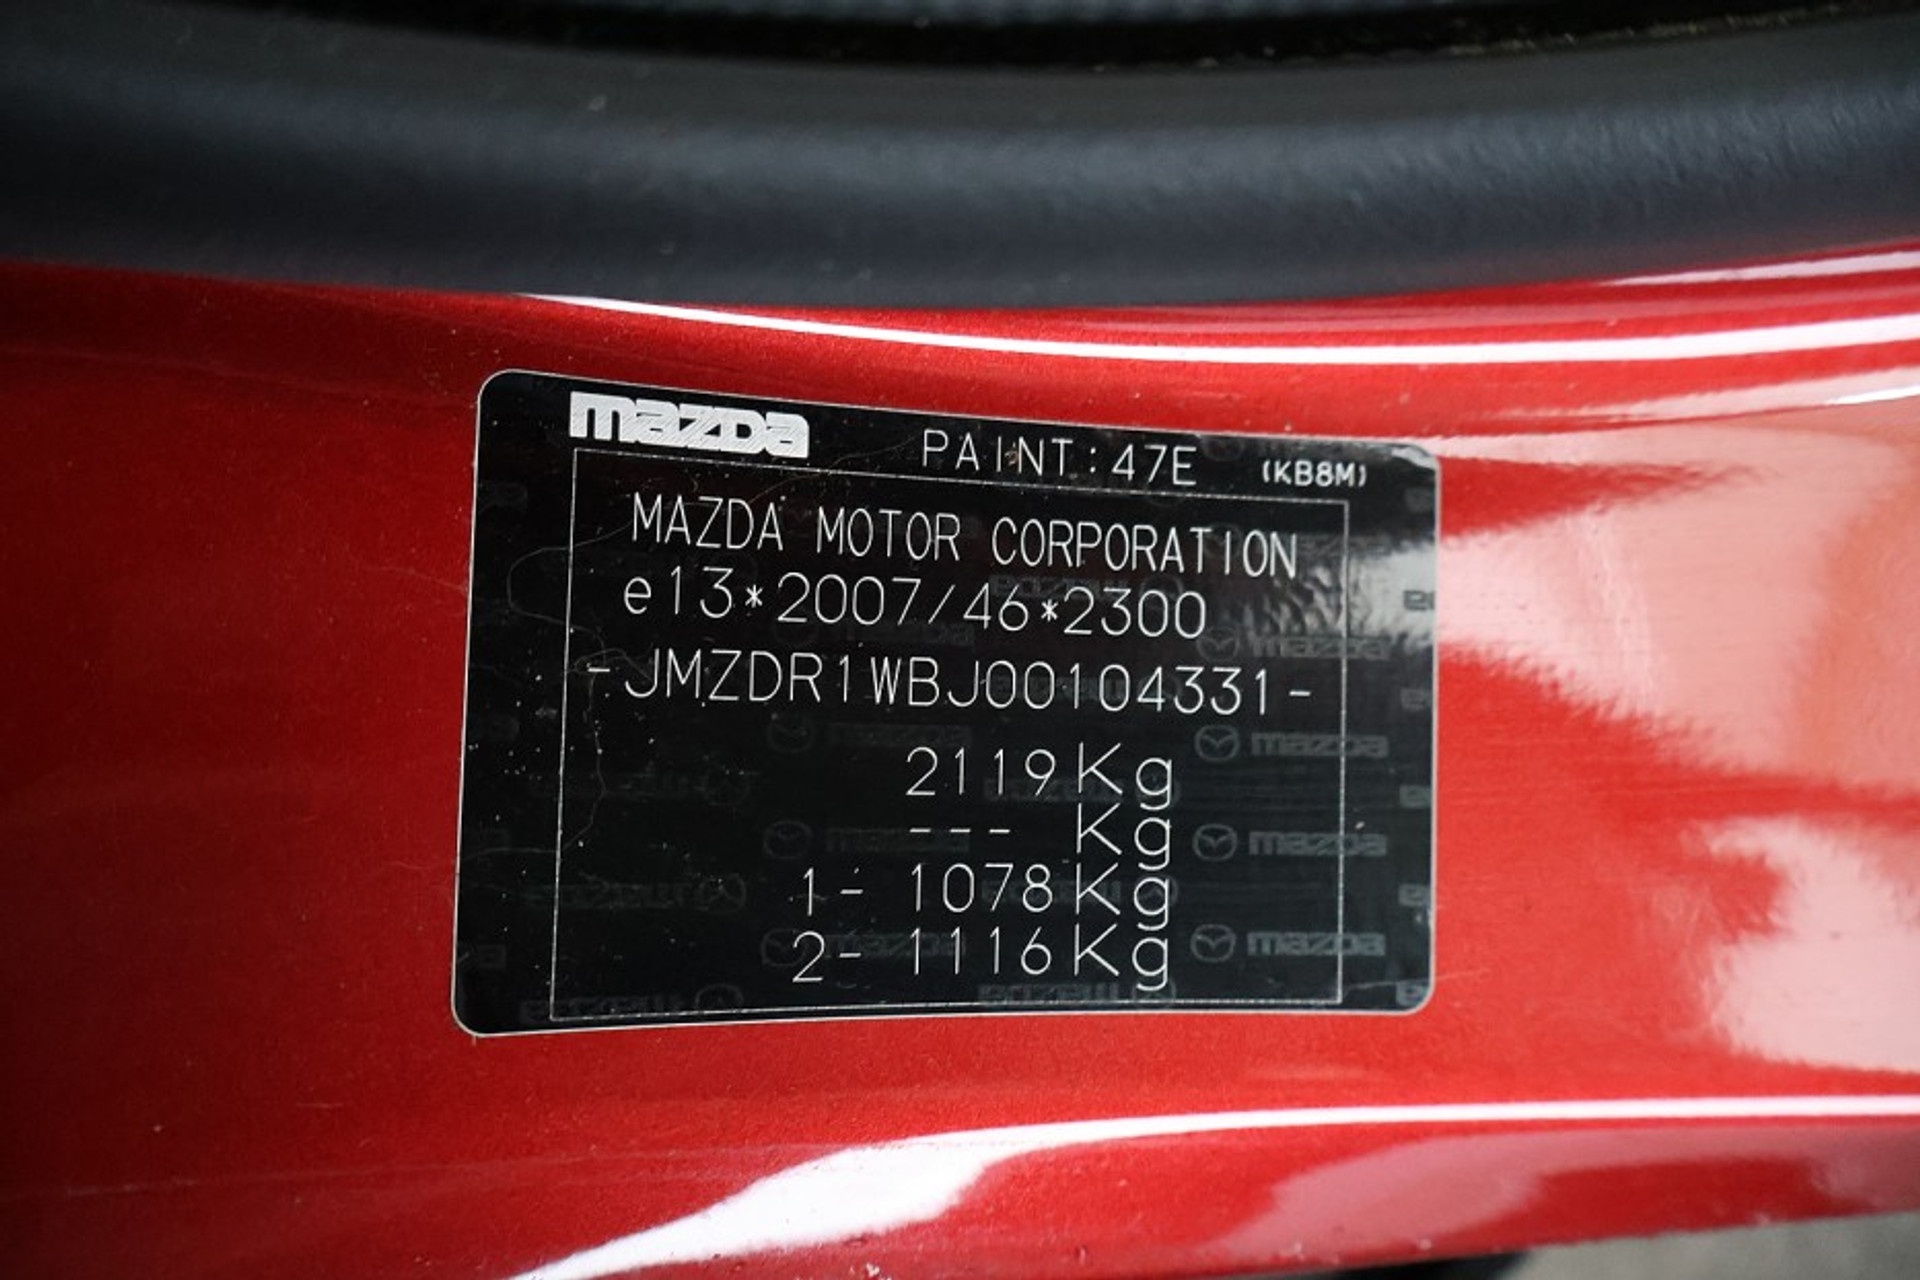 mazda PAINT:47E (KB8M)
MAZDA MOTOR CORPORATION
e13*2007/46*2300
-JMZDR1WBJ00104331-
2119Kg
--- Kg
1- 1078Kg
2- 1116Kg